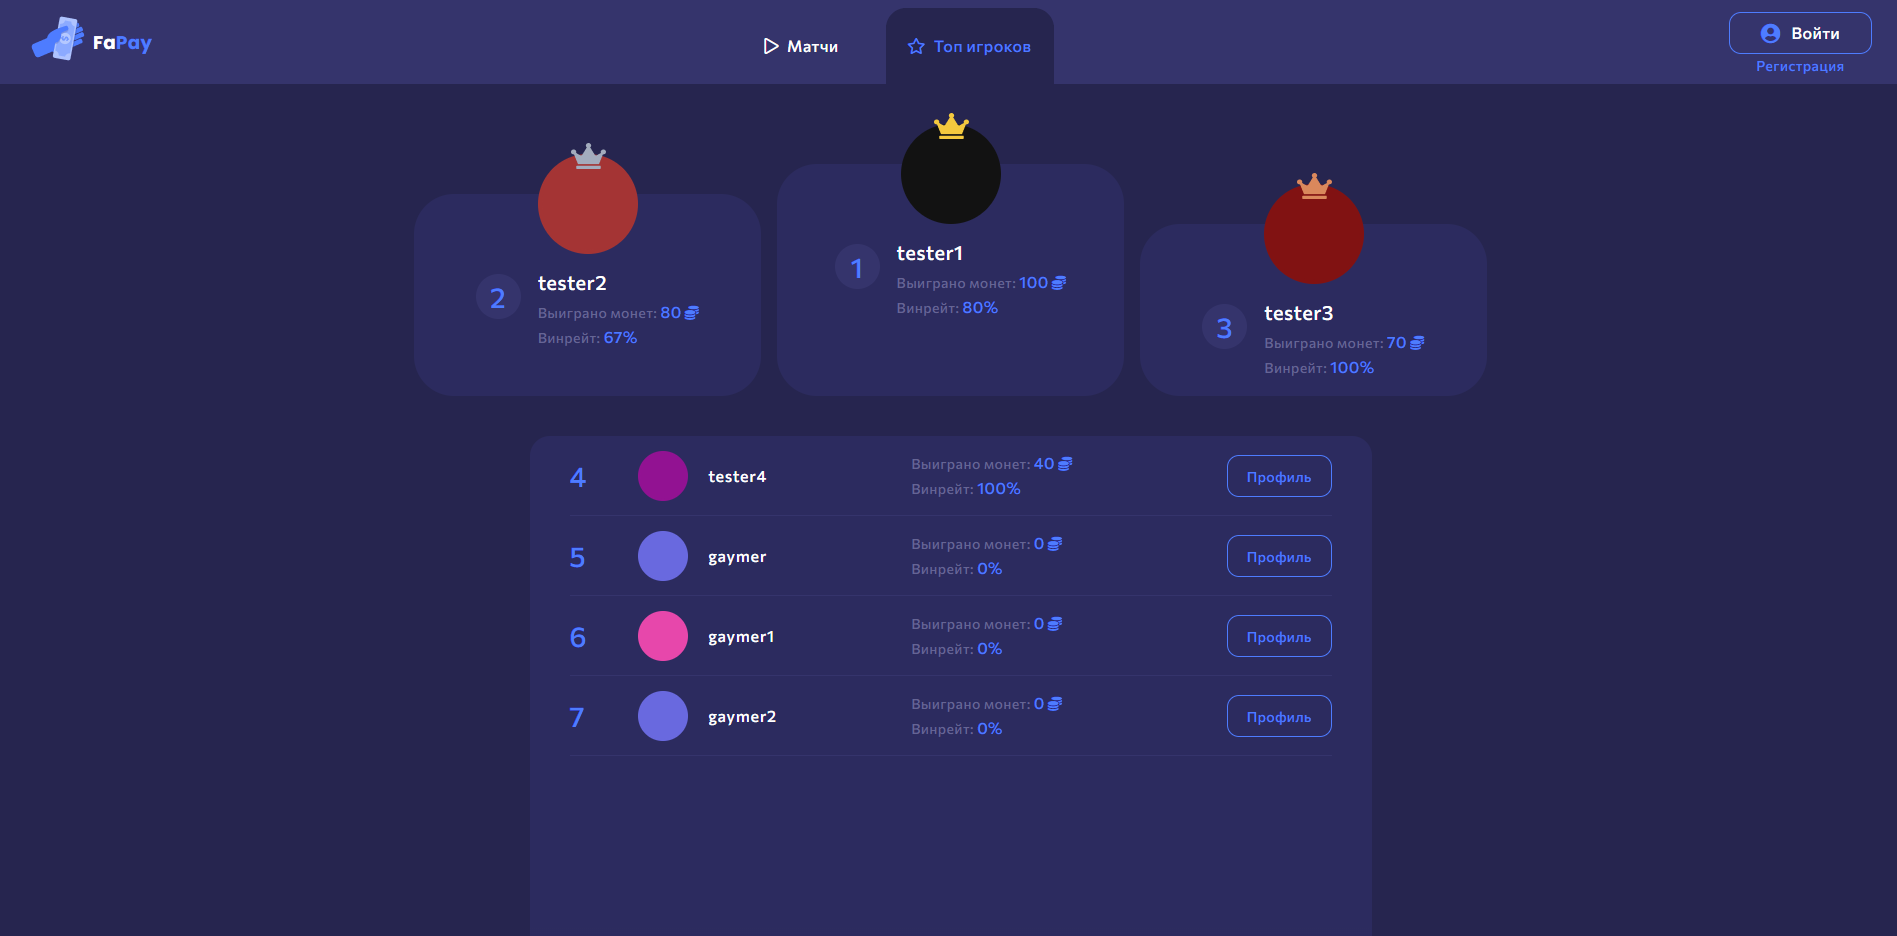 FaPay
Матчи
Топ игроков
Войти
Регистрация
2
tester2
Выиграно монет: 80
Винрейт: 67%
1
tester1
Выиграно монет: 100
Винрейт: 80%
3
tester3
Выиграно монет: 70
Винрейт: 100%
4
tester4
Выиграно монет: 40
Винрейт: 100%
Профиль
5
gaymer
Выиграно монет: 0
Винрейт: 0%
Профиль
6
gaymer1
Выиграно монет: 0
Винрейт: 0%
Профиль
7
gaymer2
Выиграно монет: 0
Винрейт: 0%
Профиль